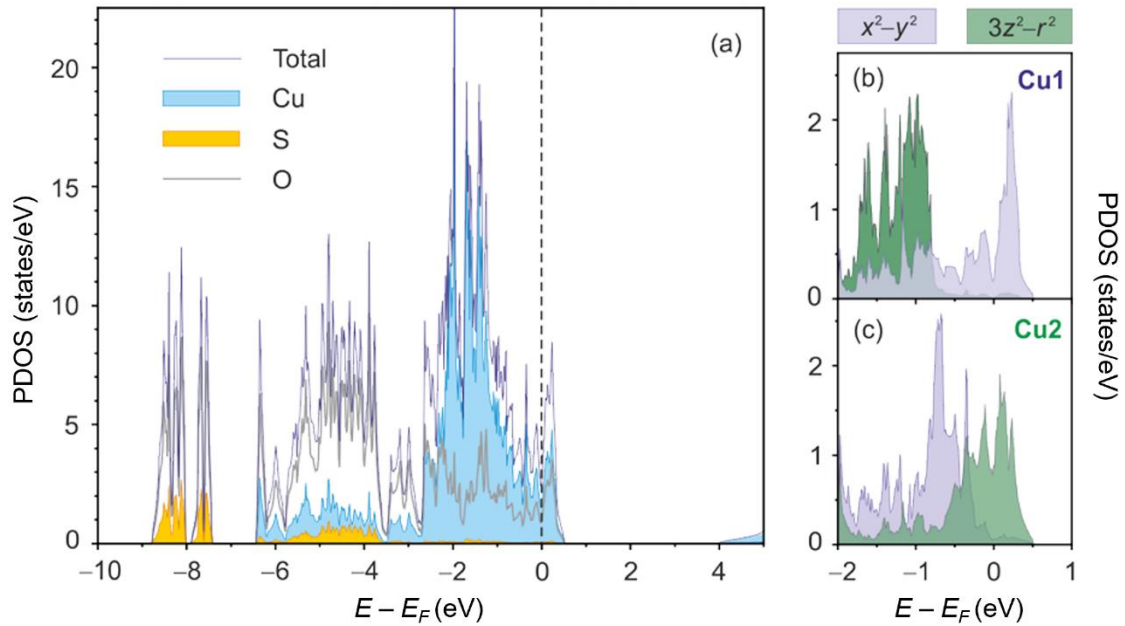 (a)
Total
Cu
S
O
PDOS (states/eV)
20
15
10
5
0
−10
−8
−6
−4
−2
0
2
4
E – E_F (eV)
x²–y²
3z²–r²
(b)
Cu1
2
1
0
(c)
Cu2
2
1
0
−2
−1
0
1
E – E_F (eV)
PDOS (states/eV)